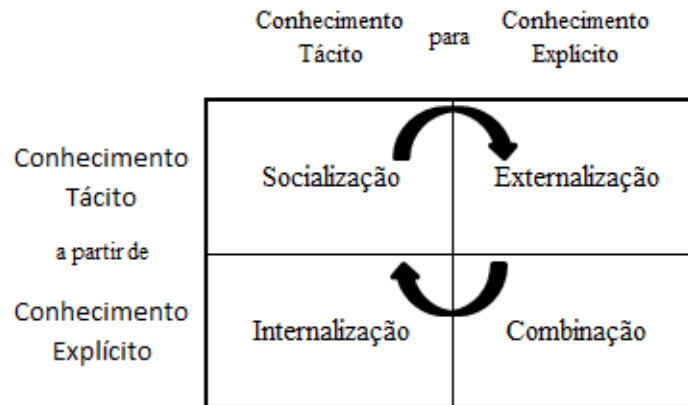 Conhecimento
Tácito
para
Conhecimento
Explícito
Conhecimento
Tácito
Socialização
Externalização
a partir de
Conhecimento
Explícito
Internalização
Combinação